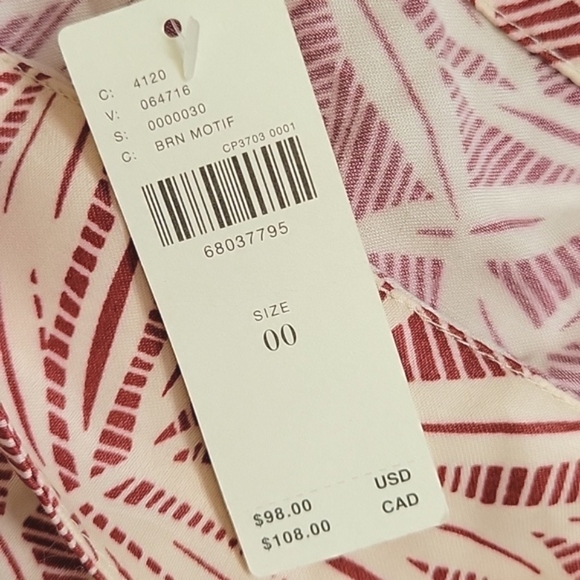 C: 4120
V: 064716
S: 0000030
C: BRN MOTIF
CP3703 0001
68037795
SIZE
00
$98.00 USD
$108.00 CAD